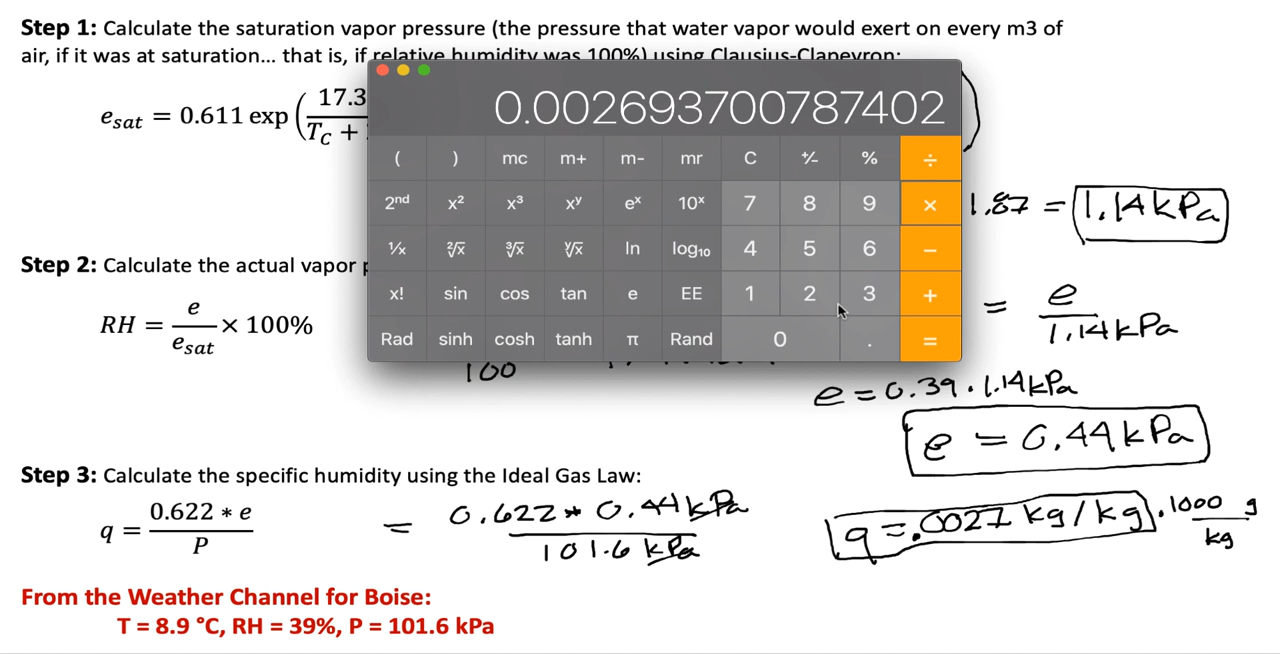 Step 1: Calculate the saturation vapor pressure (the pressure that water vapor would exert on every m3 of
air, if it was at saturation... that is, if relative humidity was 100%) using Clausius-Clapeyron:
e_sat = 0.611 exp ( 17.3
T_C +
1.87 = 1.14 kPa
0.002693700787402
( ) mc m+ m- mr C +/- % ÷
2nd x² x³ xʸ eˣ 10ˣ 7 8 9 ×
1/x ²√x ³√x ʸ√x ln log₁₀ 4 5 6 −
x! sin cos tan e EE 1 2 3 +
Rad sinh cosh tanh π Rand 0 . =
Step 2: Calculate the actual vapor
RH = e / e_sat × 100%
100
= e / 1.14 kPa
e = 0.39 · 1.14 kPa
e = 0.44 kPa
Step 3: Calculate the specific humidity using the Ideal Gas Law:
q = 0.622 * e / P = 0.622 * 0.44 kPa / 101.6 kPa
q = .0027 kg/kg · 1000 g / kg
From the Weather Channel for Boise:
T = 8.9 °C, RH = 39%, P = 101.6 kPa